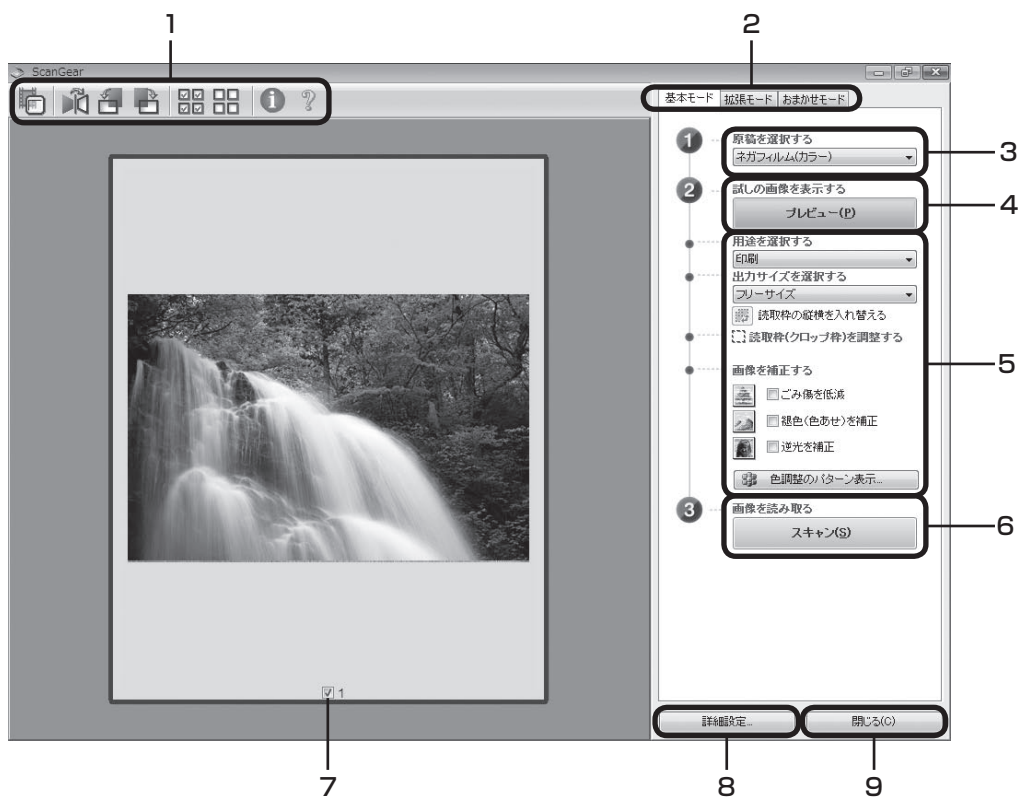 1
2
ScanGear
基本モード 拡張モード おまかせモード
1 原稿を選択する
ネガフィルム(カラー)
3
2 試しの画像を表示する
プレビュー(P)
4
用途を選択する
印刷
出力サイズを選択する
フリーサイズ
読取枠の縦横を入れ替える
読取枠(クロップ枠)を調整する
5
画像を補正する
ごみ傷を低減
褪色(色あせ)を補正
逆光を補正
色調整のパターン表示...
3 画像を読み取る
スキャン(S)
6
1
詳細設定... 閉じる(C)
7
8
9